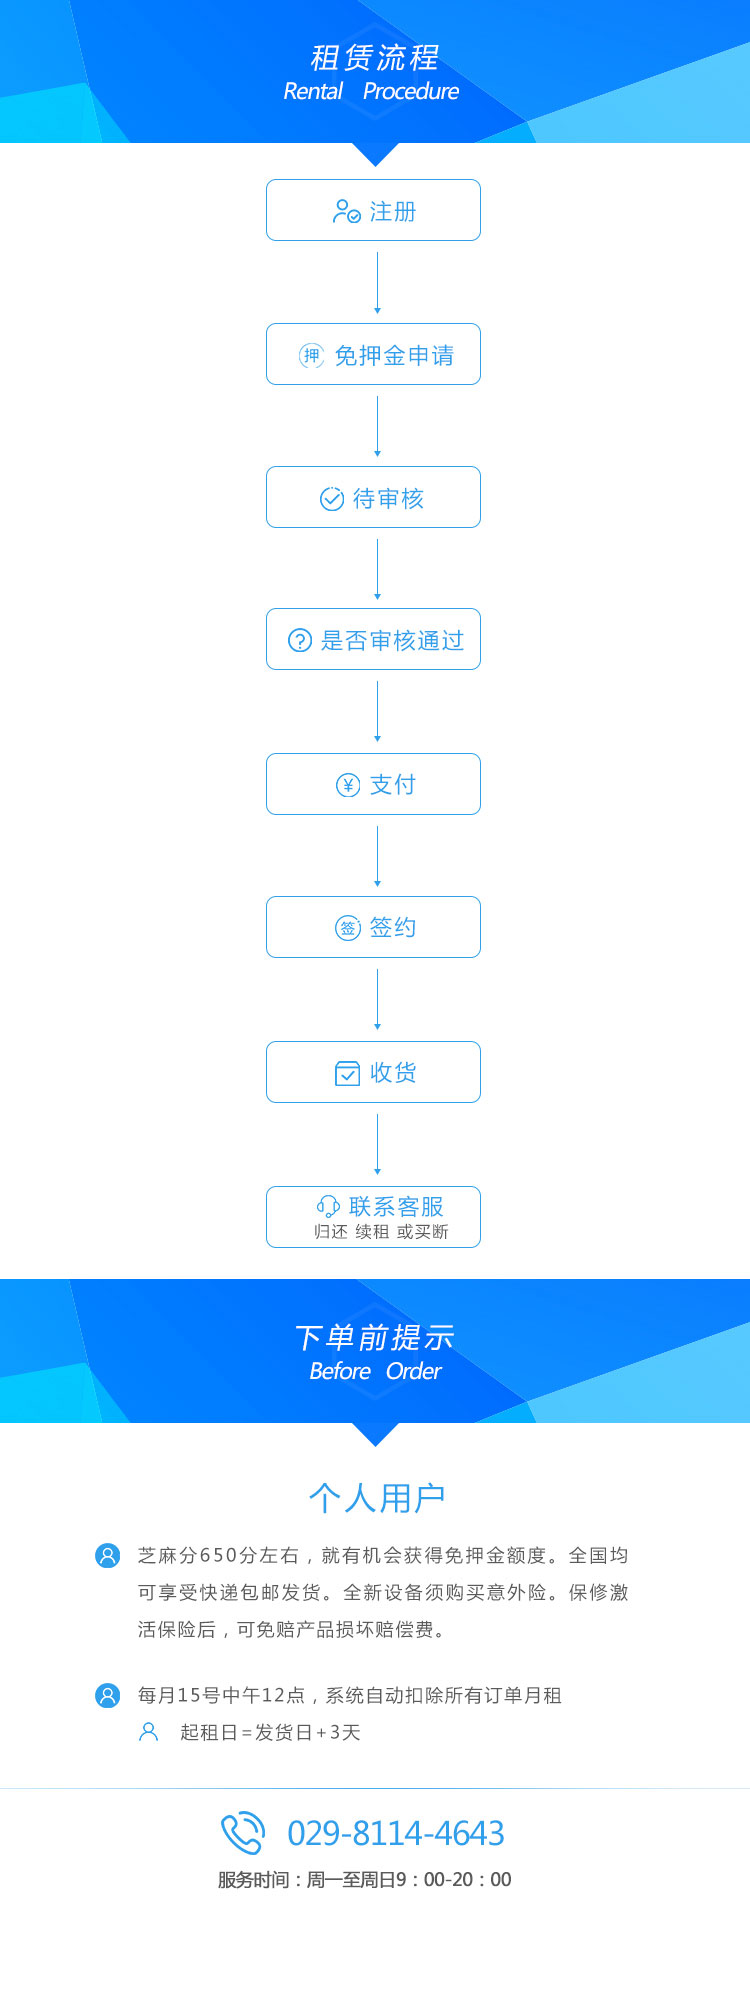 租赁流程
Rental Procedure
注册
押 免押金申请
待审核
是否审核通过
¥ 支付
签 签约
收货
联系客服
归还 续租 或买断
下单前提示
Before Order
个人用户
芝麻分650分左右，就有机会获得免押金额度。全国均
可享受快递包邮发货。全新设备须购买意外险。保修激
活保险后，可免赔产品损坏赔偿费。
每月15号中午12点，系统自动扣除所有订单月租
起租日=发货日+3天
029-8114-4643
服务时间：周一至周日9：00-20：00